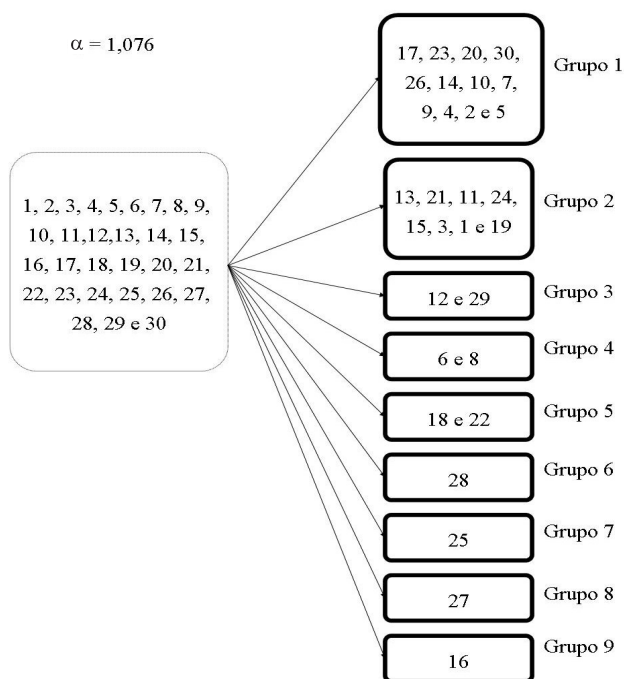 α = 1,076
1, 2, 3, 4, 5, 6, 7, 8, 9,
10, 11,12,13, 14, 15,
16, 17, 18, 19, 20, 21,
22, 23, 24, 25, 26, 27,
28, 29 e 30
17, 23, 20, 30,
26, 14, 10, 7,
9, 4, 2 e 5
Grupo 1
13, 21, 11, 24,
15, 3, 1 e 19
Grupo 2
12 e 29
Grupo 3
6 e 8
Grupo 4
18 e 22
Grupo 5
28
Grupo 6
25
Grupo 7
27
Grupo 8
16
Grupo 9